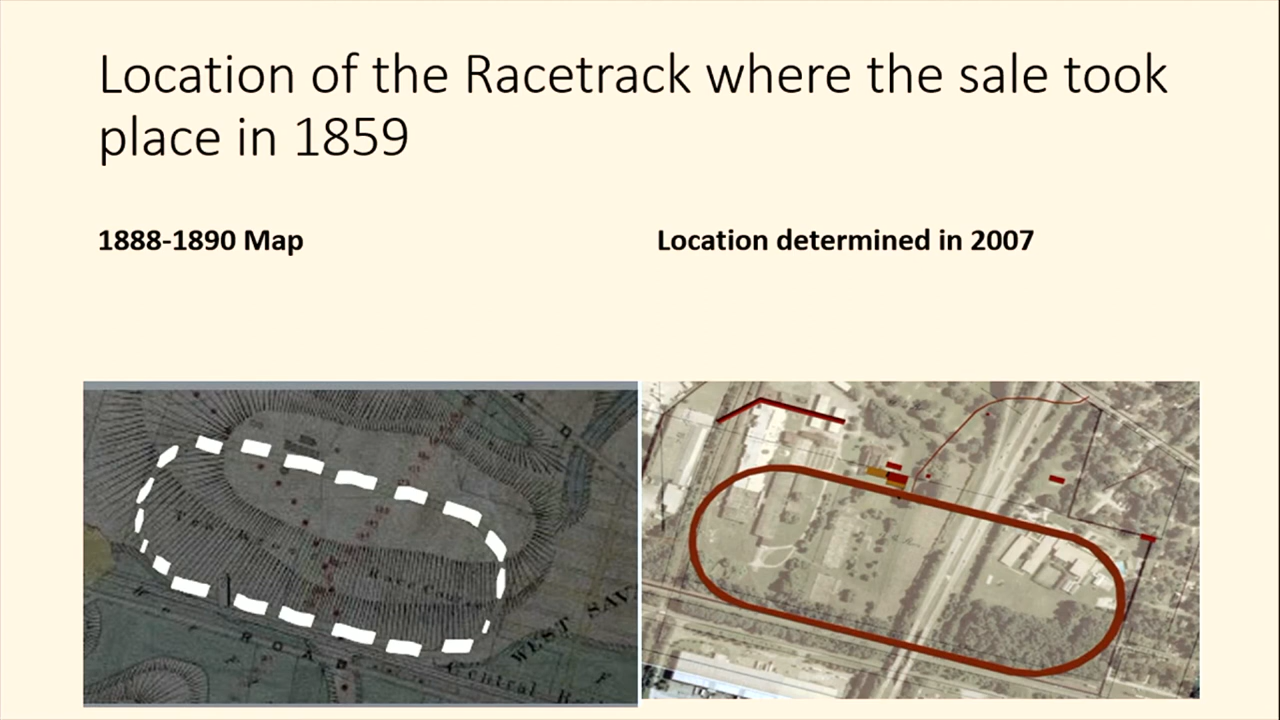 Location of the Racetrack where the sale took
place in 1859
1888-1890 Map
Location determined in 2007
ROAD
WEST SAV
Central